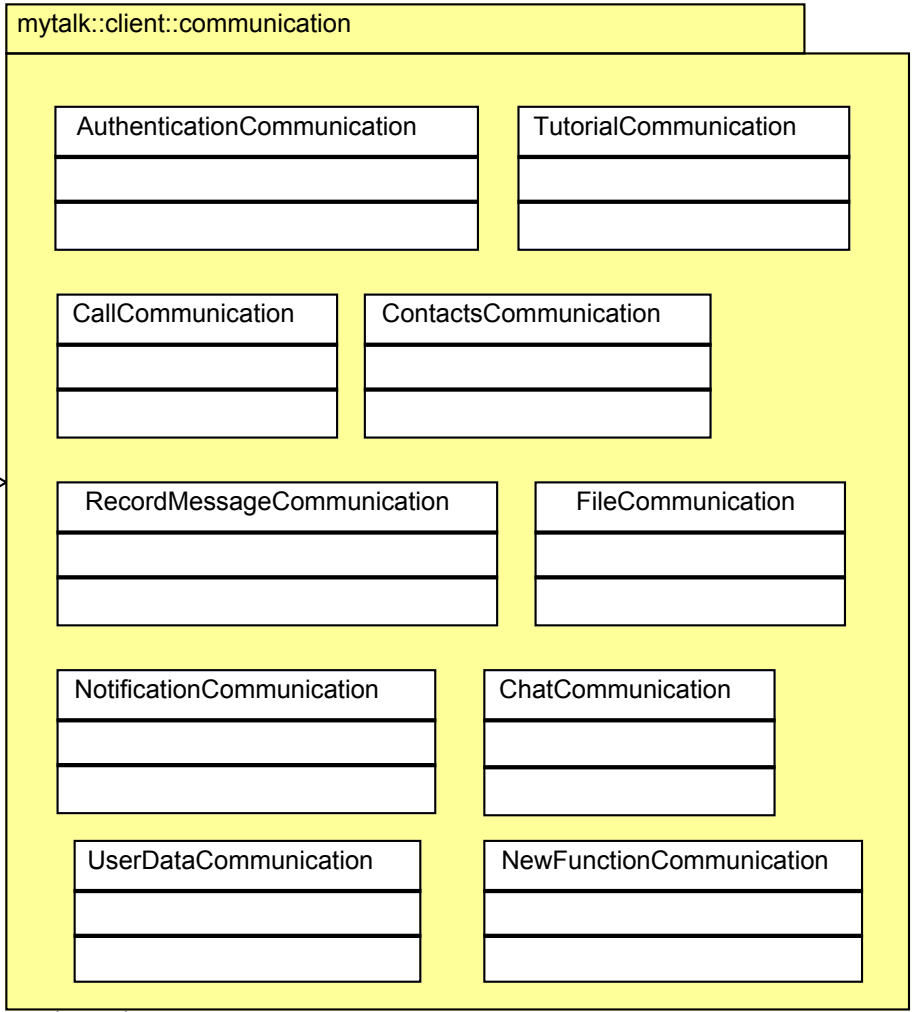 mytalk::client::communication
AuthenticationCommunication
TutorialCommunication
CallCommunication
ContactsCommunication
RecordMessageCommunication
FileCommunication
NotificationCommunication
ChatCommunication
UserDataCommunication
NewFunctionCommunication